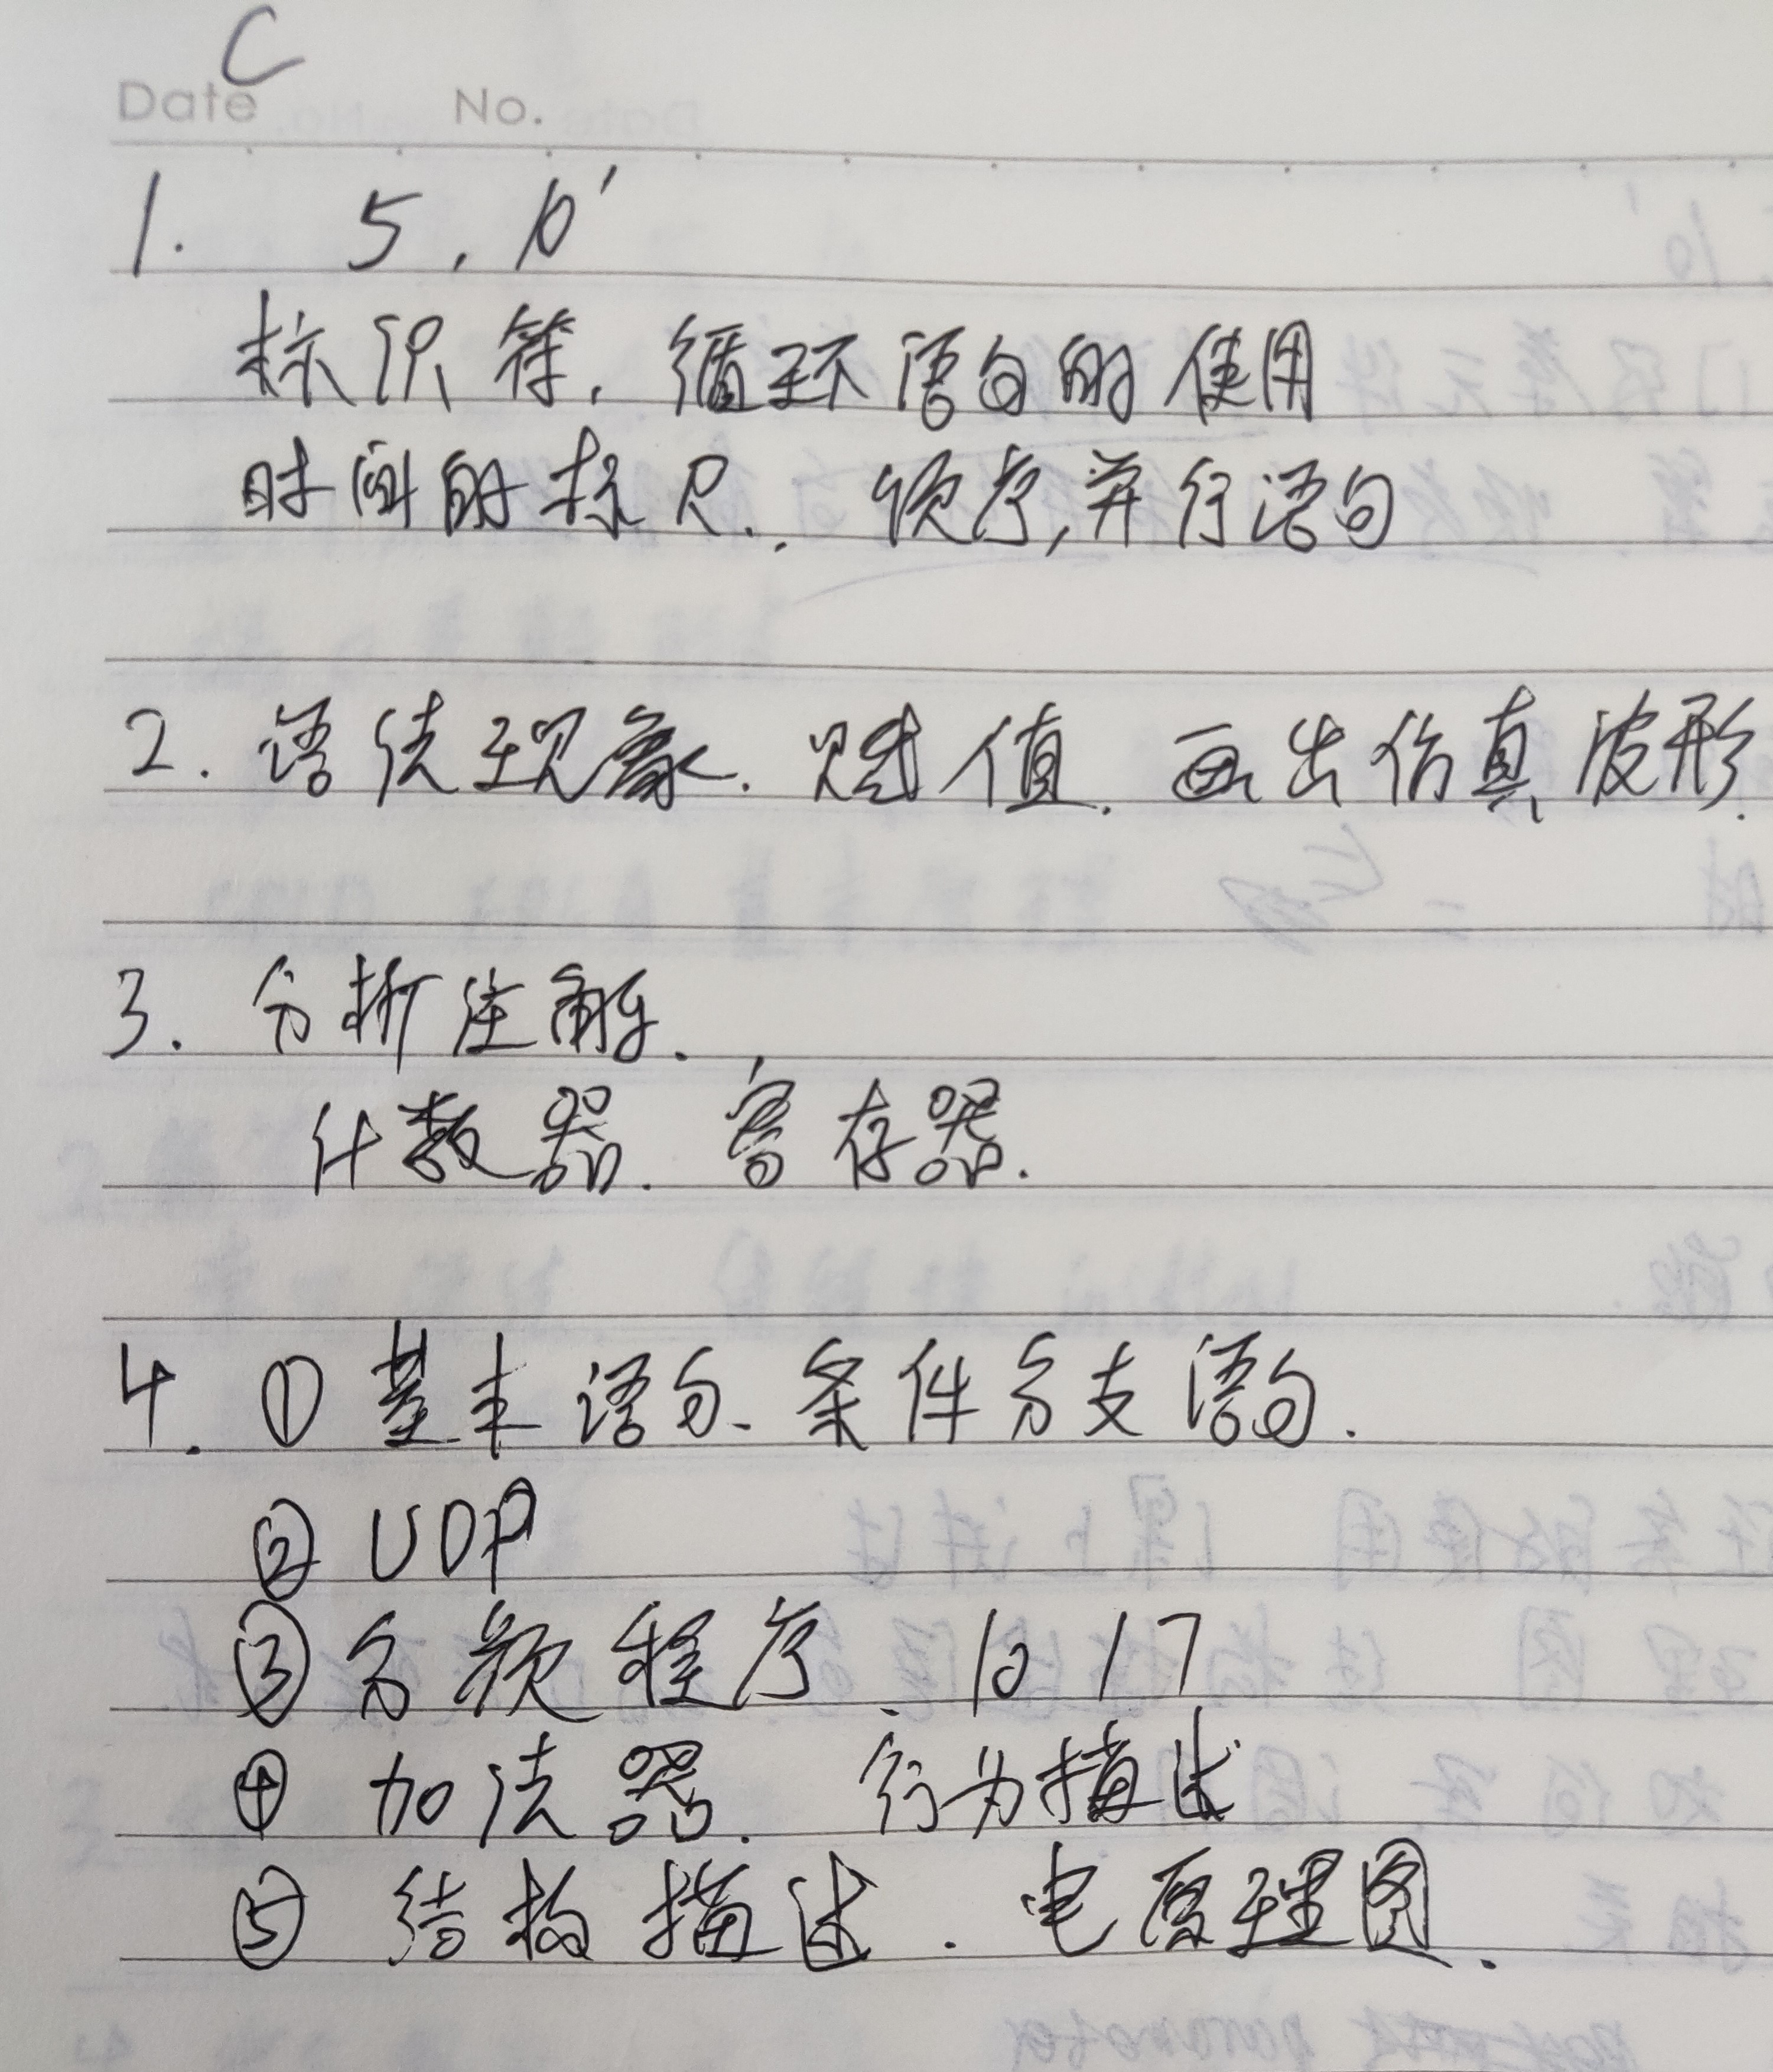 C
Date No.
1. 5, 10'
标识符, 循环语句的使用
时间的标尺. 顺序,并行语句
2. 语法现象. 赋值. 画出仿真波形.
3. 分析注解.
计数器. 寄存器.
4. ① 基本语句、条件分支语句.
② UDP
③ 分频程序、10 17
④ 加法器. 行为描述
⑤ 结构描述. 电原理图.